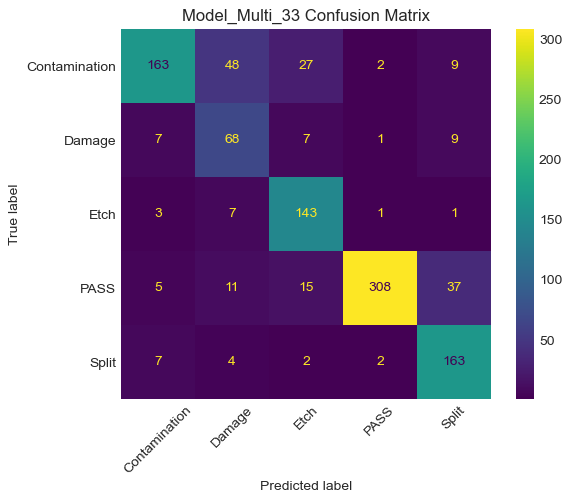 Model_Multi_33 Confusion Matrix
Contamination 163 48 27 2 9
Damage 7 68 7 1 9
Etch 3 7 143 1 1
PASS 5 11 15 308 37
Split 7 4 2 2 163
Contamination Damage Etch PASS Split
True label
Predicted label
300
250
200
150
100
50